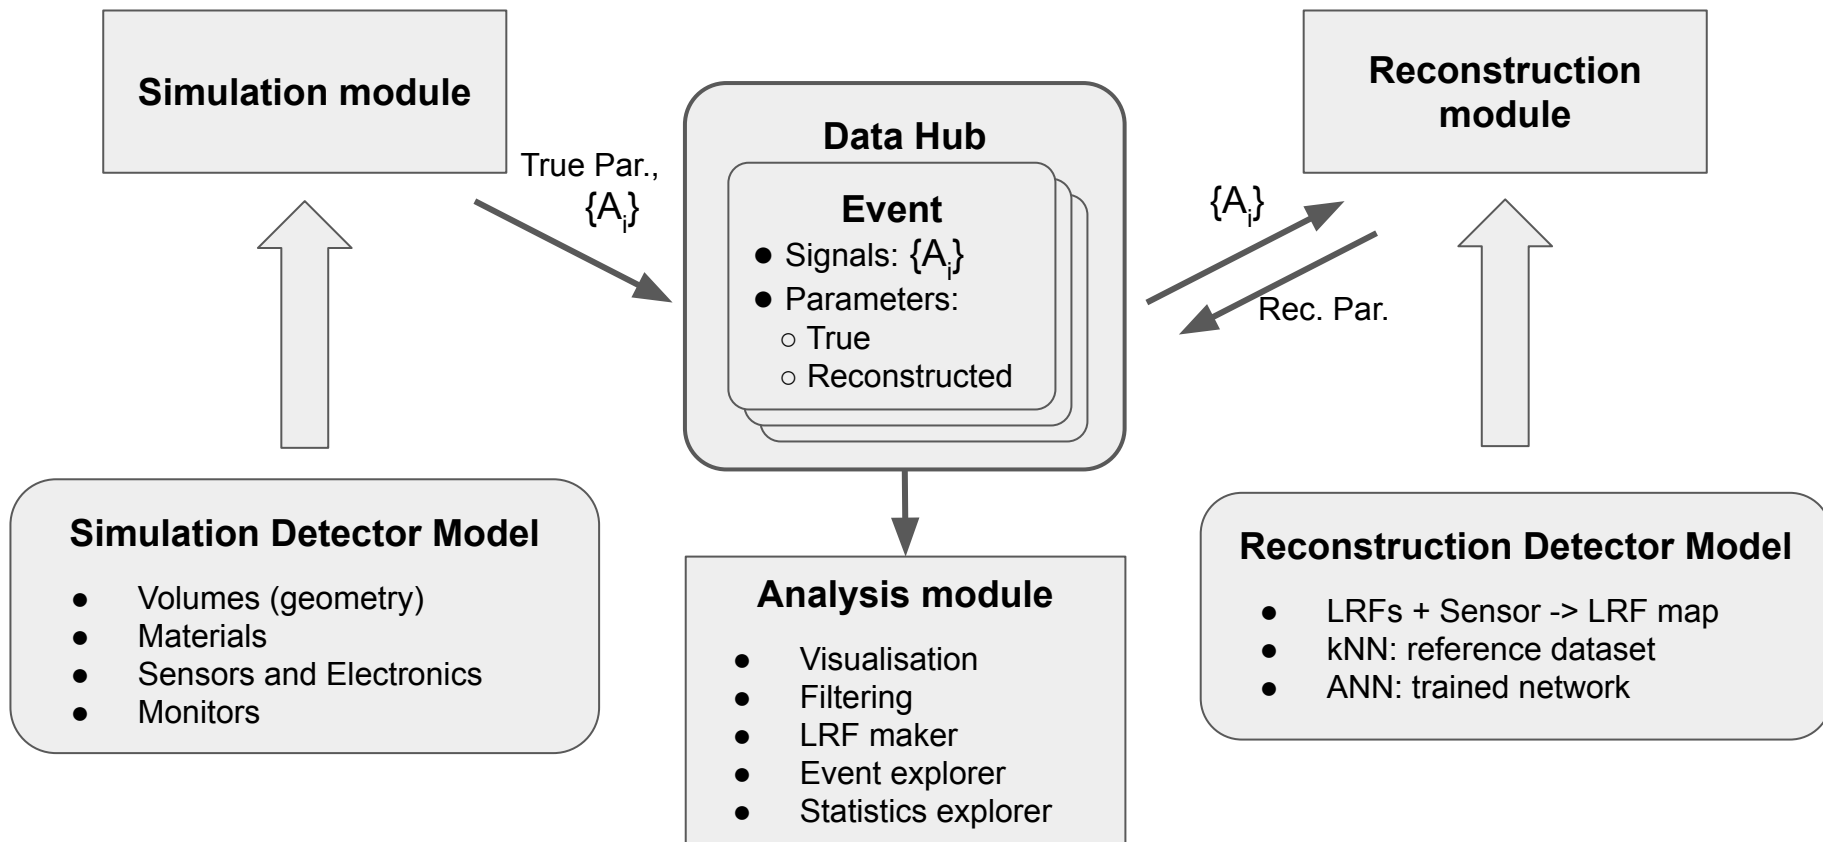 Simulation module
True Par.,
{Ai}
Data Hub
Event
● Signals: {Ai}
● Parameters:
○ True
○ Reconstructed
Reconstruction
module
{Ai}
Rec. Par.
Simulation Detector Model
● Volumes (geometry)
● Materials
● Sensors and Electronics
● Monitors
Analysis module
● Visualisation
● Filtering
● LRF maker
● Event explorer
● Statistics explorer
Reconstruction Detector Model
● LRFs + Sensor -> LRF map
● kNN: reference dataset
● ANN: trained network